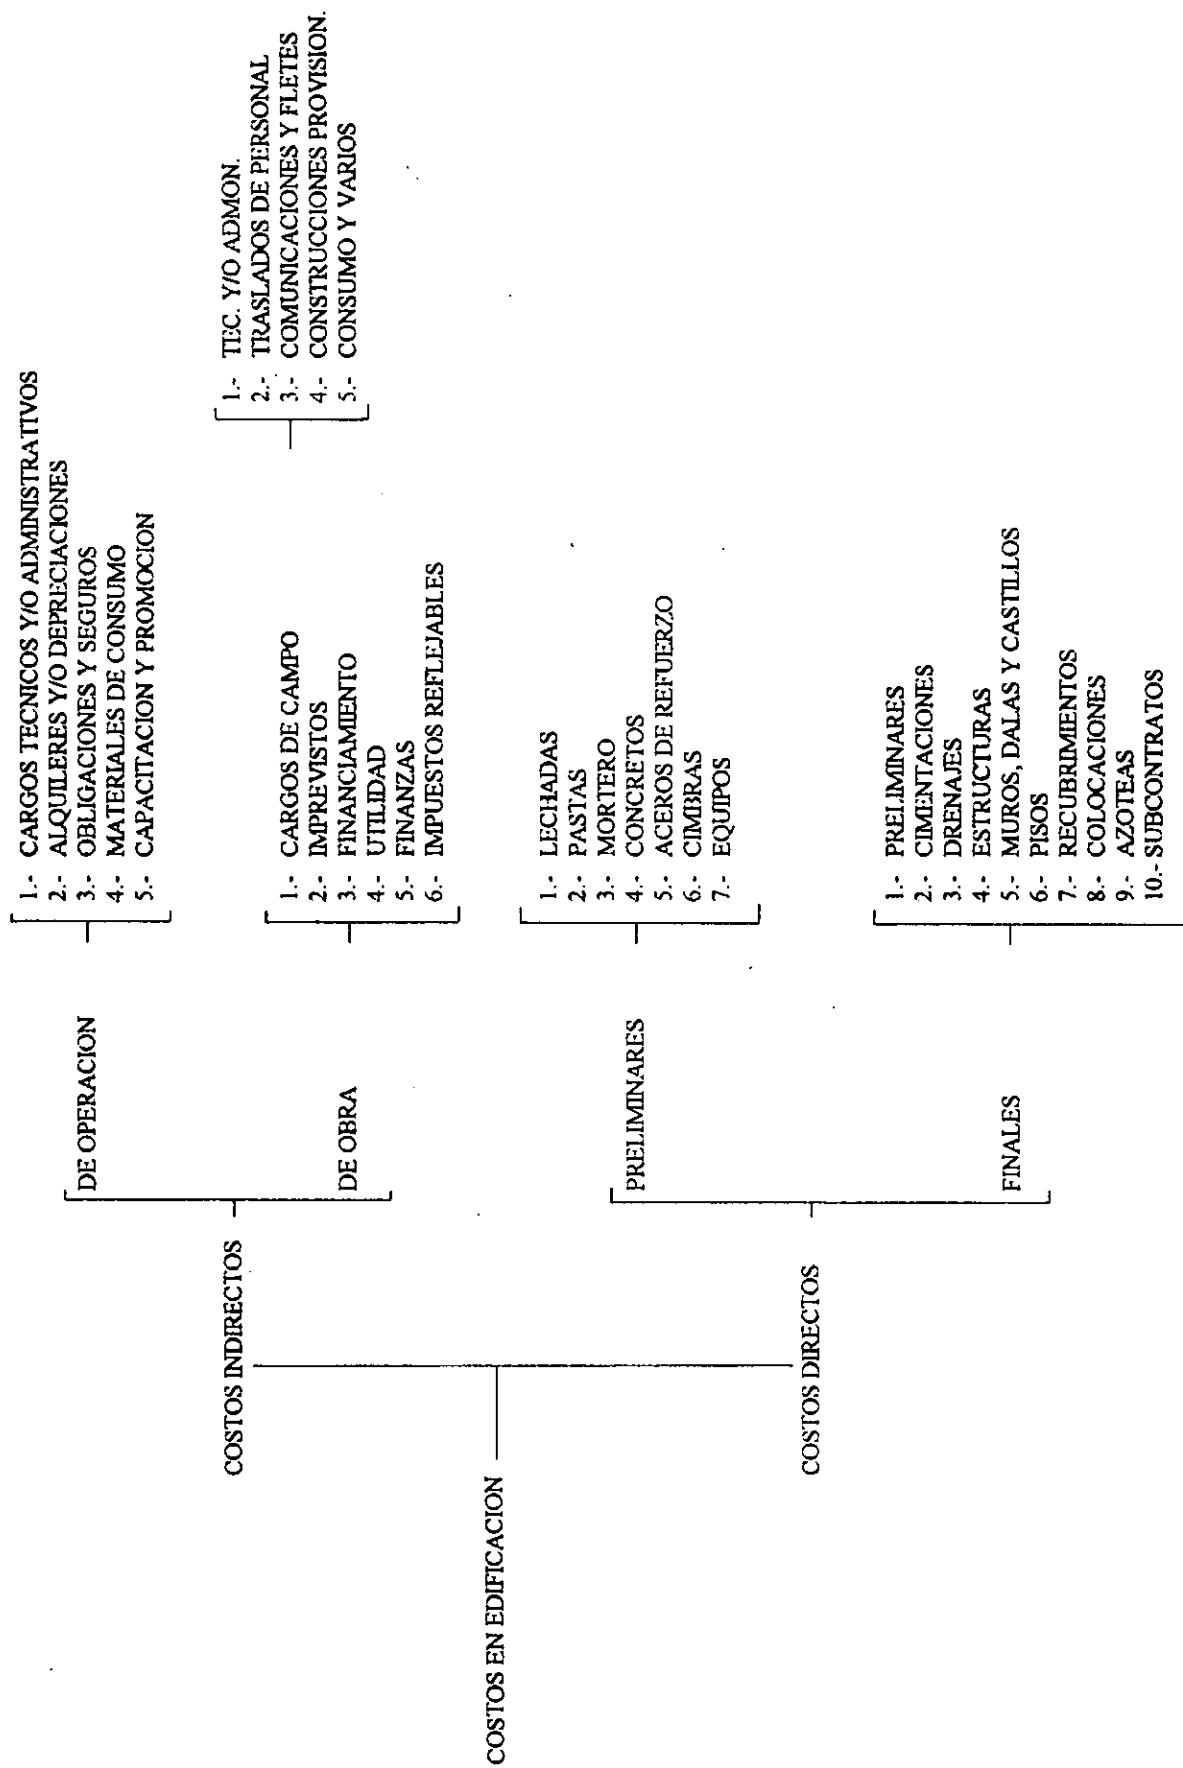 COSTOS EN EDIFICACION
COSTOS INDIRECTOS
DE OPERACION
1.- CARGOS TECNICOS Y/O ADMINISTRATIVOS
2.- ALQUILERES Y/O DEPRECIACIONES
3.- OBLIGACIONES Y SEGUROS
4.- MATERIALES DE CONSUMO
5.- CAPACITACION Y PROMOCION
DE OBRA
1.- CARGOS DE CAMPO
2.- IMPREVISTOS
3.- FINANCIAMIENTO
4.- UTILIDAD
5.- FINANZAS
6.- IMPUESTOS REFLEJABLES
1.- TEC. Y/O ADMON.
2.- TRASLADOS DE PERSONAL
3.- COMUNICACIONES Y FLETES
4.- CONSTRUCCIONES PROVISION.
5.- CONSUMO Y VARIOS
COSTOS DIRECTOS
PRELIMINARES
1.- LECHADAS
2.- PASTAS
3.- MORTERO
4.- CONCRETOS
5.- ACEROS DE REFUERZO
6.- CIMBRAS
7.- EQUIPOS
FINALES
1.- PRELIMINARES
2.- CIMENTACIONES
3.- DRENAJES
4.- ESTRUCTURAS
5.- MUROS, DALAS Y CASTILLOS
6.- PISOS
7.- RECUBRIMIENTOS
8.- COLOCACIONES
9.- AZOTEAS
10.- SUBCONTRATOS